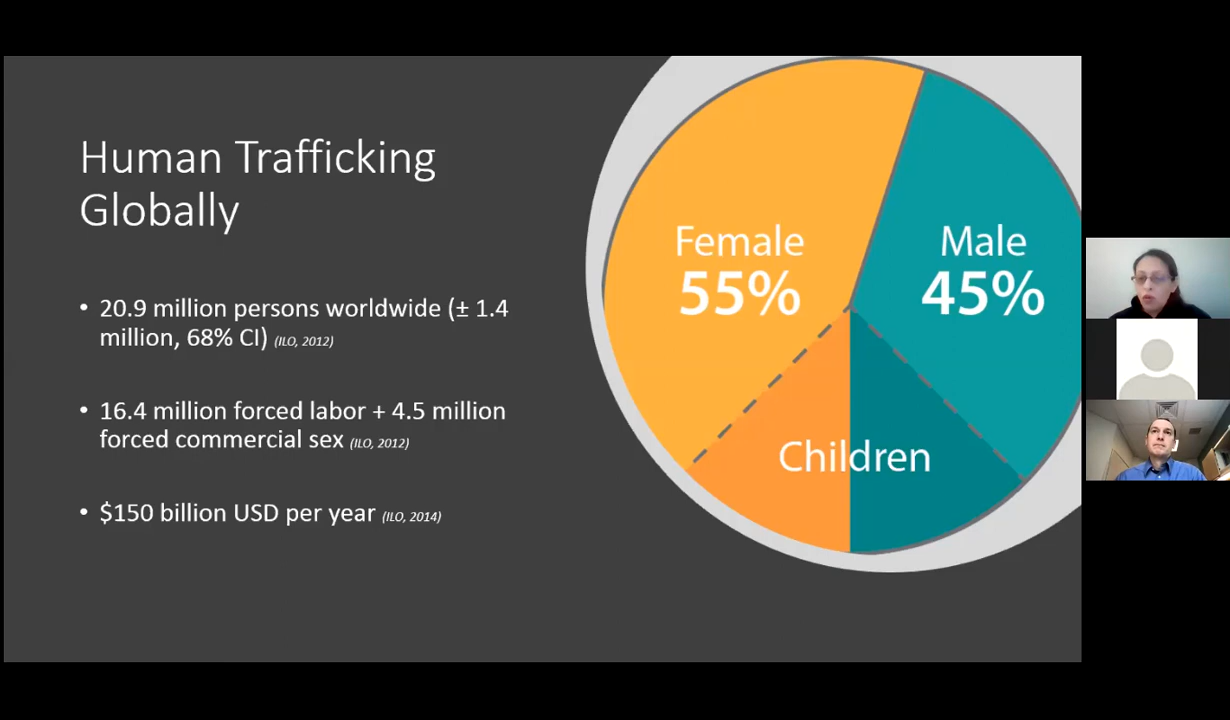 Human Trafficking
Globally
• 20.9 million persons worldwide (± 1.4
million, 68% CI) (ILO, 2012)
• 16.4 million forced labor + 4.5 million
forced commercial sex (ILO, 2012)
• $150 billion USD per year (ILO, 2014)
Female
55%
Male
45%
Children